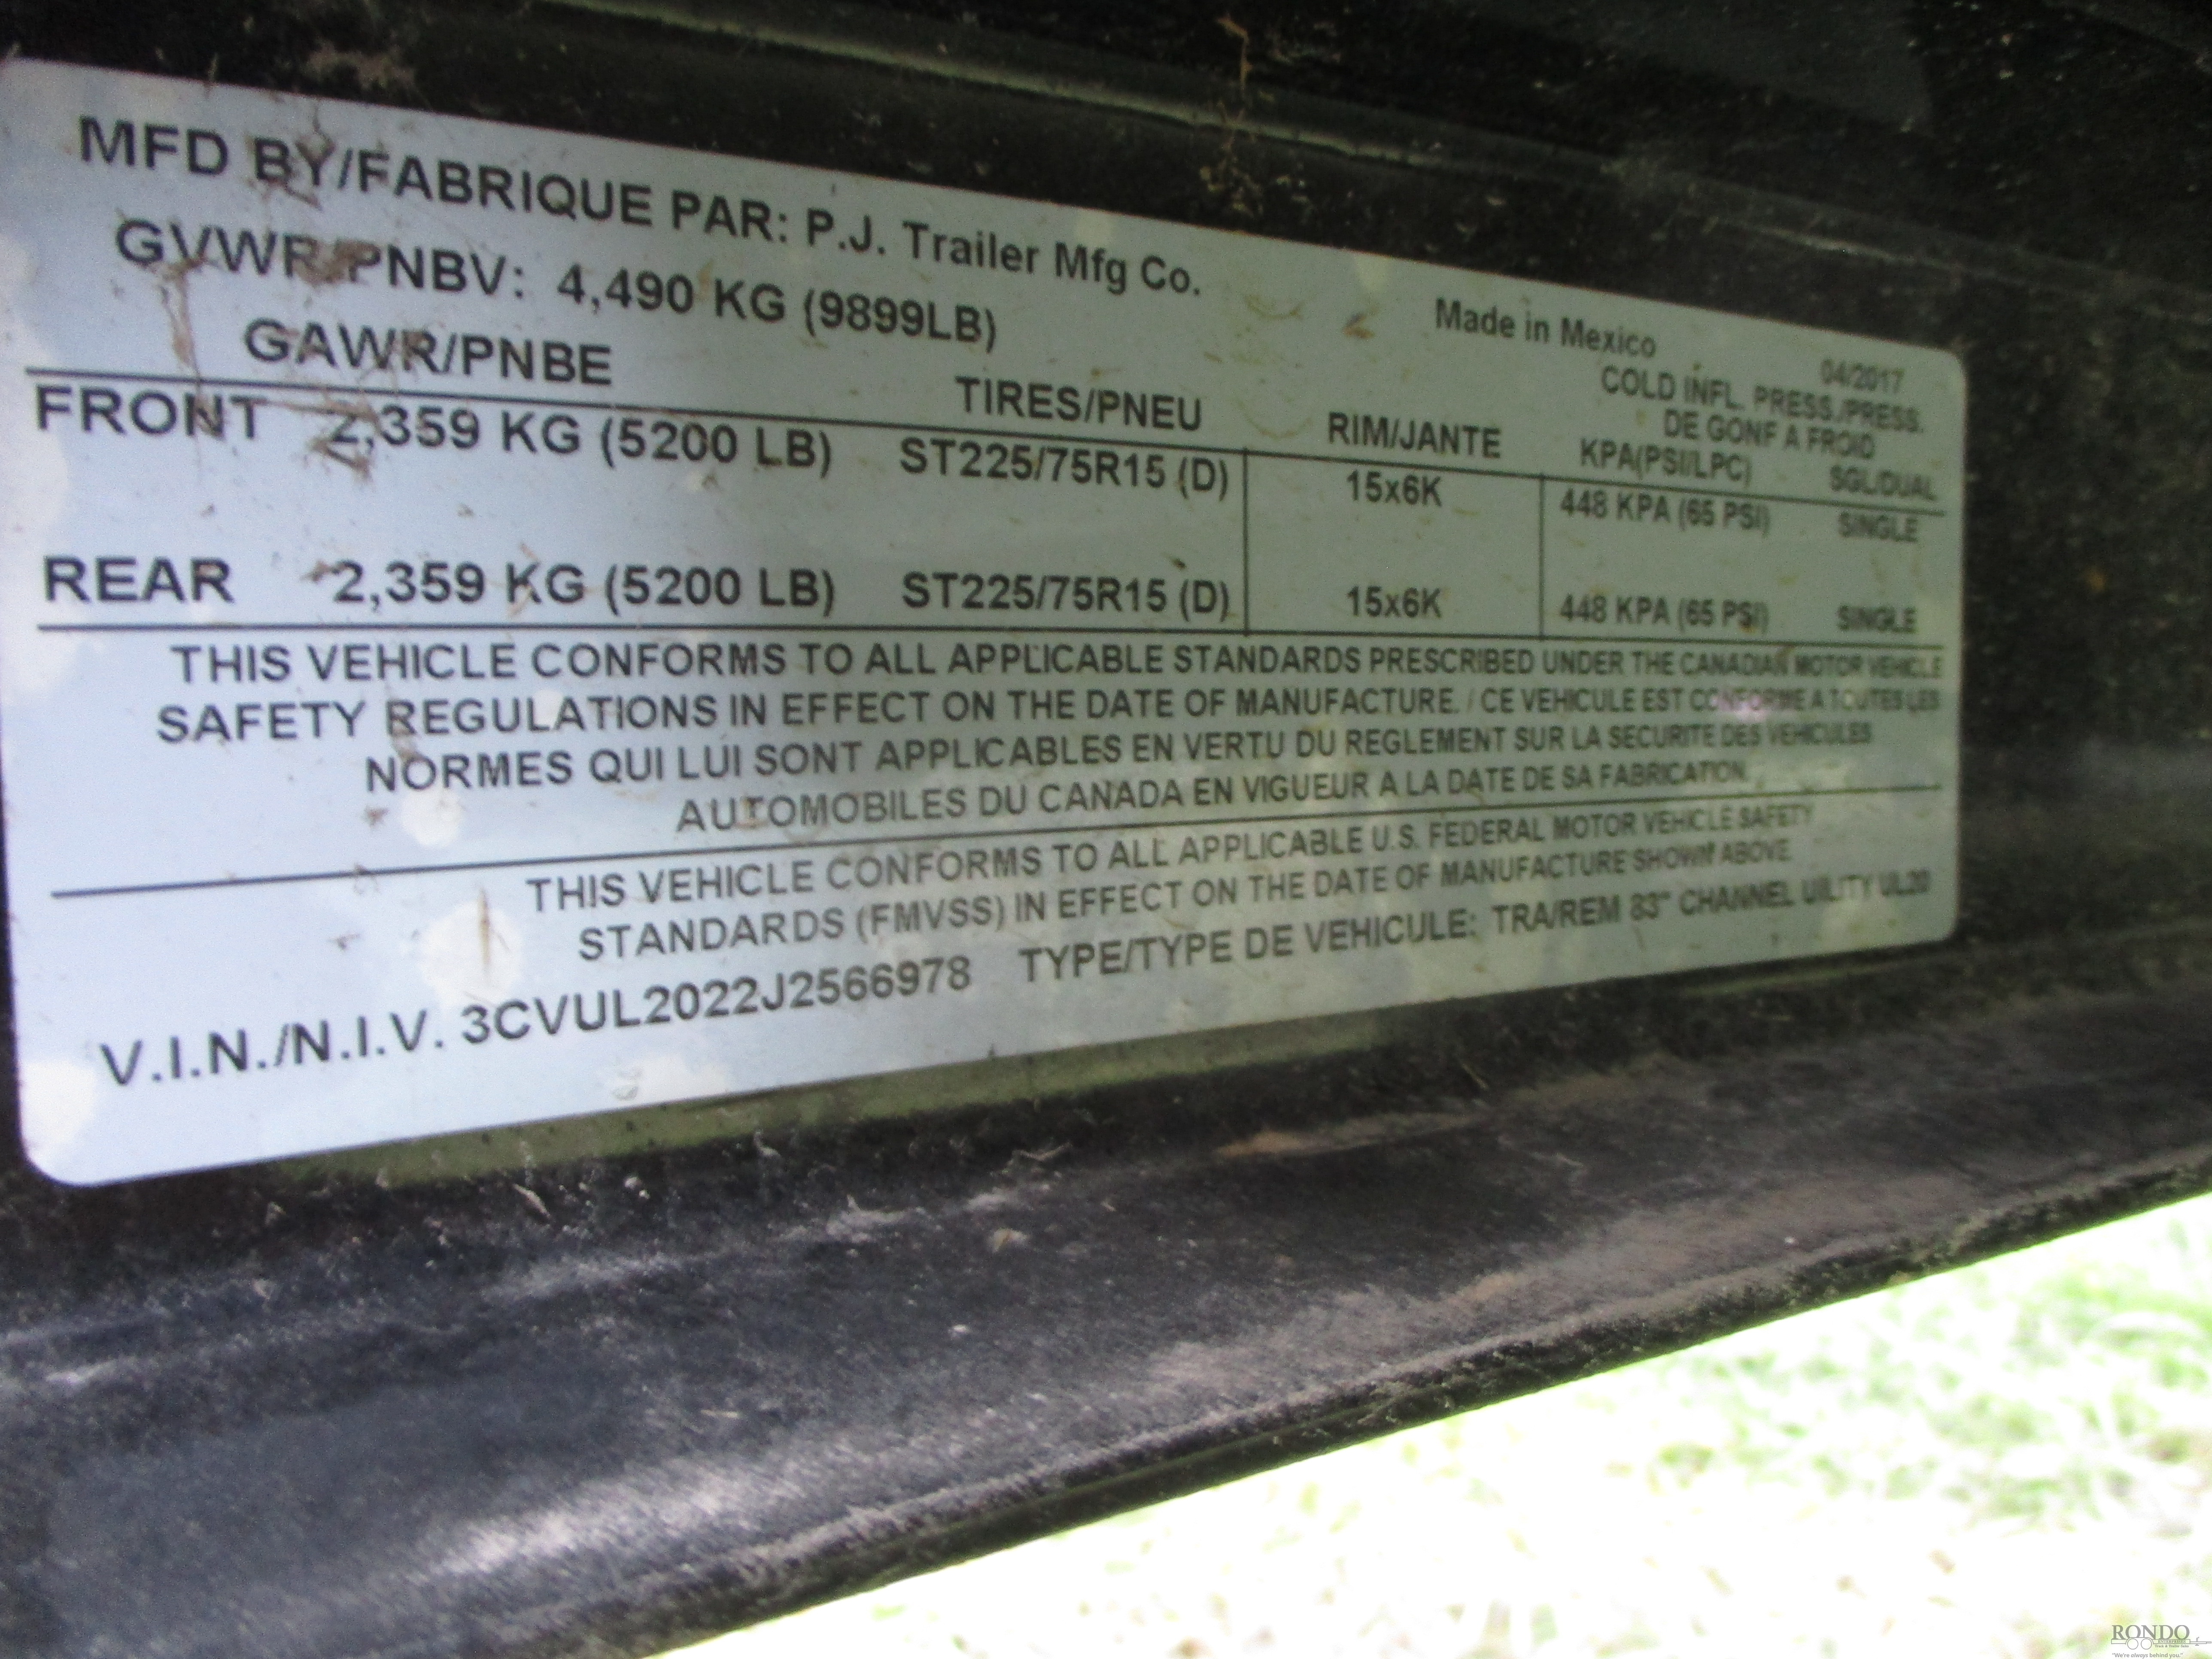 MFD BY/FABRIQUE PAR: P.J. Trailer Mfg Co.
GVWR/PNBV: 4,490 KG (9899LB)
Made in Mexico
04/2017
GAWR/PNBE
TIRES/PNEU
RIM/JANTE
COLD INFL. PRESS./PRESS.
DE GONF A FROID
KPA(PSI/LPC) SGL/DUAL
FRONT 2,359 KG (5200 LB) ST225/75R15 (D) 15x6K 448 KPA (65 PSI) SINGLE
REAR 2,359 KG (5200 LB) ST225/75R15 (D) 15x6K 448 KPA (65 PSI) SINGLE
THIS VEHICLE CONFORMS TO ALL APPLICABLE STANDARDS PRESCRIBED UNDER THE CANADIAN MOTOR VEHICLE
SAFETY REGULATIONS IN EFFECT ON THE DATE OF MANUFACTURE. / CE VEHICULE EST CONFORME A TOUTES LES
NORMES QUI LUI SONT APPLICABLES EN VERTU DU REGLEMENT SUR LA SECURITE DES VEHICULES
AUTOMOBILES DU CANADA EN VIGUEUR A LA DATE DE SA FABRICATION.
THIS VEHICLE CONFORMS TO ALL APPLICABLE U.S. FEDERAL MOTOR VEHICLE SAFETY
STANDARDS (FMVSS) IN EFFECT ON THE DATE OF MANUFACTURE SHOWN ABOVE.
V.I.N./N.I.V. 3CVUL2022J2566978 TYPE/TYPE DE VEHICULE: TRA/REM 83" CHANNEL UILITY UL20
RONDO
"We're always behind you."